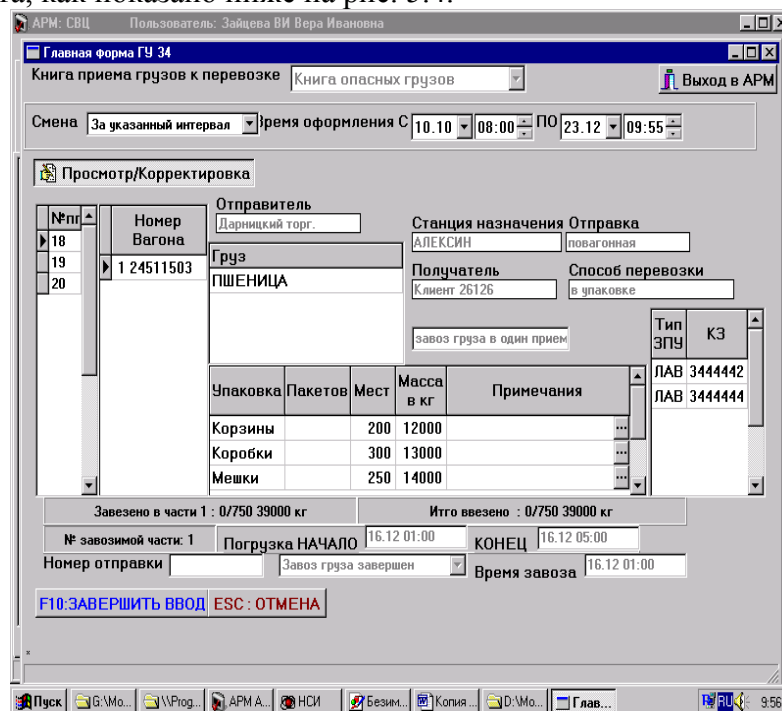 та, как показано ниже на рис. 3.4.
АРМ: СВЦ Пользователь: Зайцева ВИ Вера Ивановна
Главная форма ГУ 34
Книга приема грузов к перевозке Книга опасных грузов Выход в АРМ
Смена За указанный интервал Время оформления С 10.10 08:00 ПО 23.12 09:55
Просмотр/Корректировка
№пп
18
19
20
Номер Вагона
1 24511503
Отправитель
Дарницкий торг.
Груз
ПШЕНИЦА
Станция назначения Отправка
АЛЕКСИН повагонная
Получатель Способ перевозки
Клиент 26126 в упаковке
завоз груза в один прием
Тип ЗПУ КЗ
ЛАВ 3444442
ЛАВ 3444444
Упаковка Пакетов Мест Масса в кг Примечания
Корзины 200 12000 ...
Коробки 300 13000 ...
Мешки 250 14000 ...
Завезено в части 1 : 0/750 39000 кг Итго ввезено : 0/750 39000 кг
№ завозимой части: 1 Погрузка НАЧАЛО 16.12 01:00 КОНЕЦ 16.12 05:00
Номер отправки Завоз груза завершен Время завоза 16.12 01:00
F10:ЗАВЕРШИТЬ ВВОД ESC : ОТМЕНА
*
Пуск G:\Мо... \\Prog... АРМ А... НСИ Безим... Копия ... D:\Мо... Глав... RU 9:56